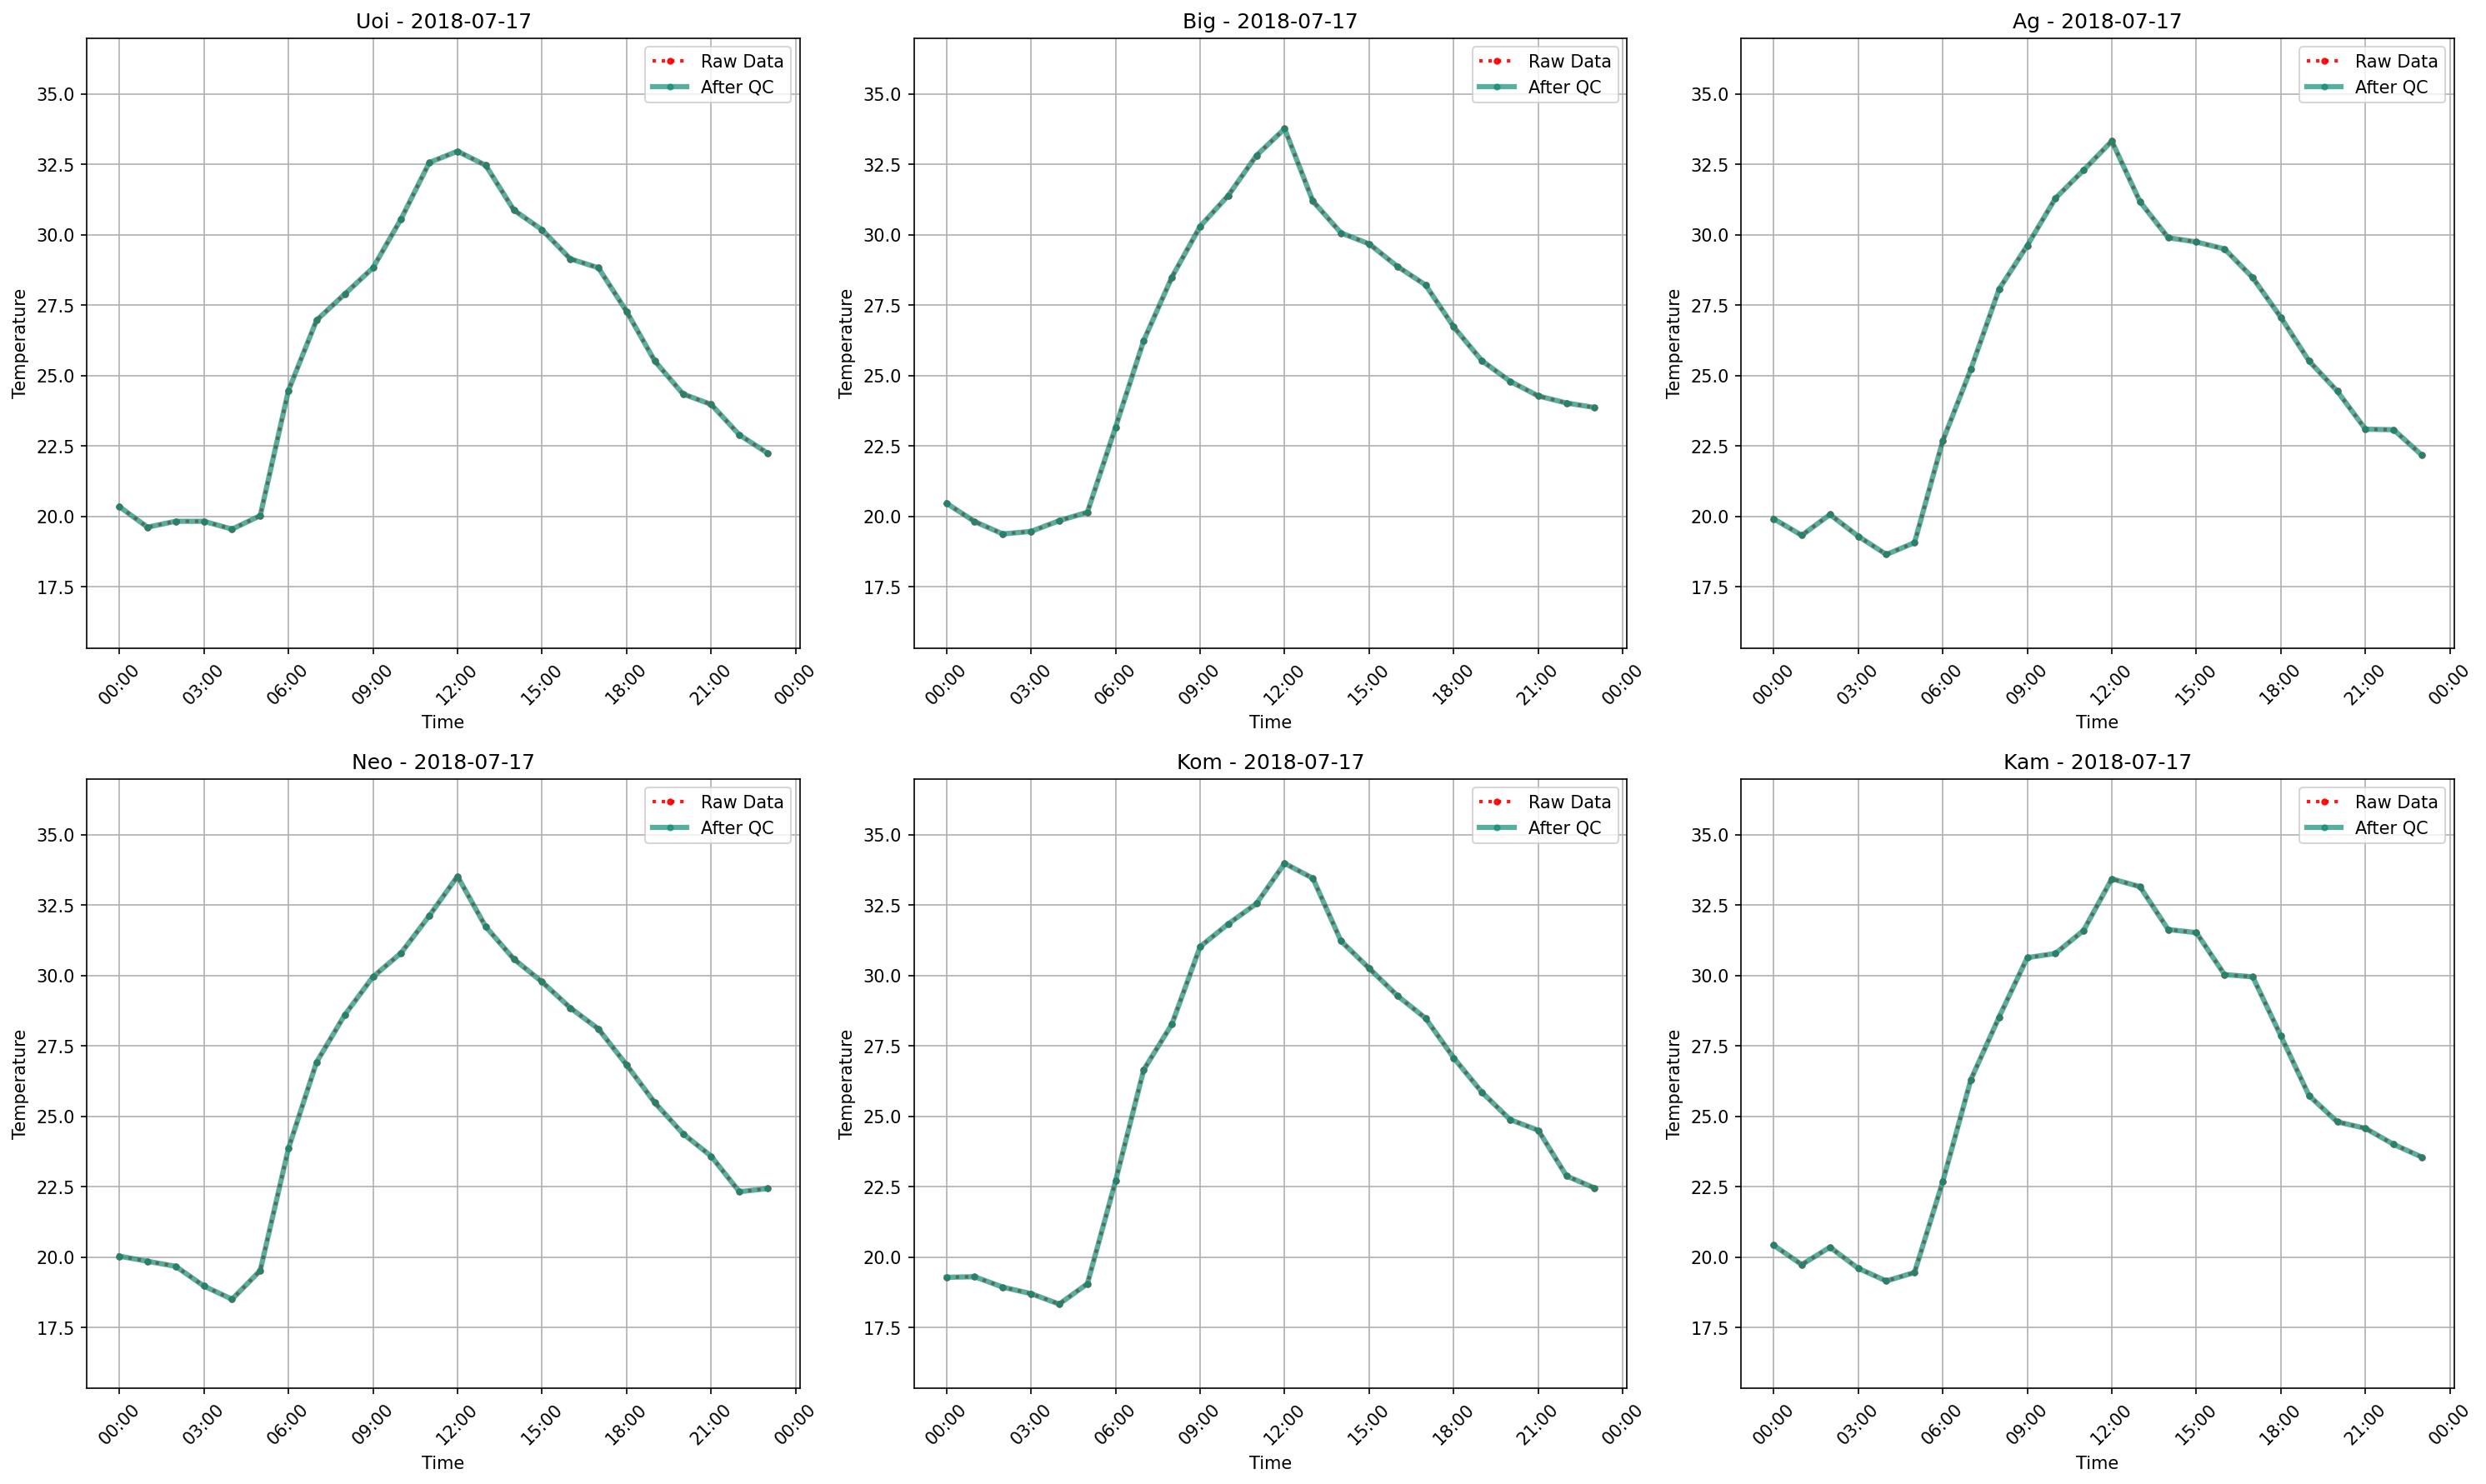 Uoi - 2018-07-17
Raw Data
After QC
35.0
32.5
30.0
27.5
25.0
22.5
20.0
17.5
Temperature
00:00 03:00 06:00 09:00 12:00 15:00 18:00 21:00 00:00
Time
Big - 2018-07-17
Raw Data
After QC
35.0
32.5
30.0
27.5
25.0
22.5
20.0
17.5
Temperature
00:00 03:00 06:00 09:00 12:00 15:00 18:00 21:00 00:00
Time
Ag - 2018-07-17
Raw Data
After QC
35.0
32.5
30.0
27.5
25.0
22.5
20.0
17.5
Temperature
00:00 03:00 06:00 09:00 12:00 15:00 18:00 21:00 00:00
Time
Neo - 2018-07-17
Raw Data
After QC
35.0
32.5
30.0
27.5
25.0
22.5
20.0
17.5
Temperature
00:00 03:00 06:00 09:00 12:00 15:00 18:00 21:00 00:00
Time
Kom - 2018-07-17
Raw Data
After QC
35.0
32.5
30.0
27.5
25.0
22.5
20.0
17.5
Temperature
00:00 03:00 06:00 09:00 12:00 15:00 18:00 21:00 00:00
Time
Kam - 2018-07-17
Raw Data
After QC
35.0
32.5
30.0
27.5
25.0
22.5
20.0
17.5
Temperature
00:00 03:00 06:00 09:00 12:00 15:00 18:00 21:00 00:00
Time